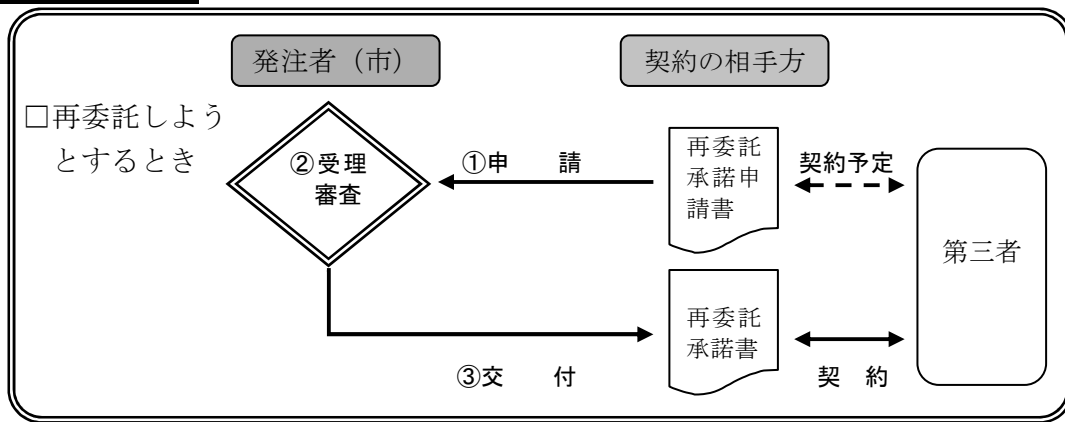 発注者（市）
契約の相手方
□再委託しよう
とするとき
②受理
審査
①申　　請
再委託
承諾申
請書
契約予定
第三者
再委託
承諾書
③交　　付
契　約